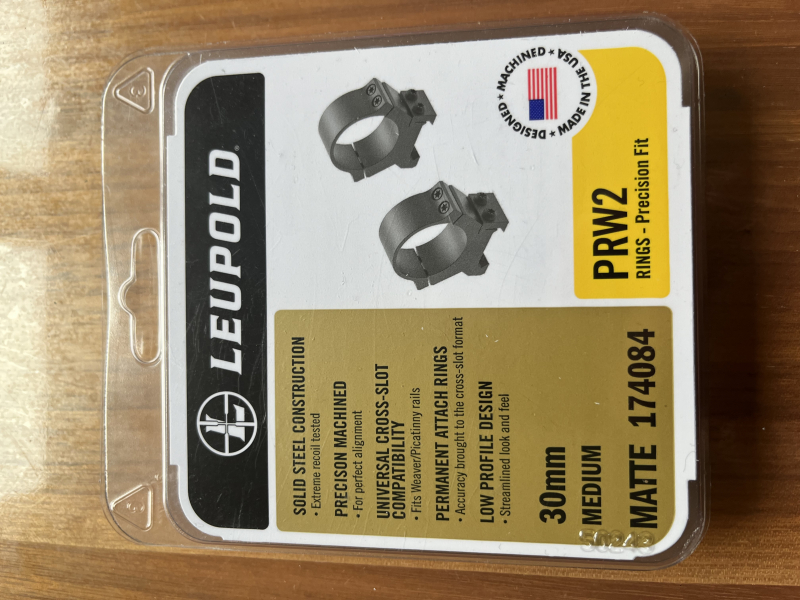 LEUPOLD®
DESIGNED ★ MACHINED ★ MADE IN THE USA
PRW2
RINGS - Precision Fit
SOLID STEEL CONSTRUCTION
• Extreme recoil tested
PRECISON MACHINED
• For perfect alignment
UNIVERSAL CROSS-SLOT
COMPATIBILITY
• Fits Weaver/Picatinny rails
PERMANENT ATTACH RINGS
• Accuracy brought to the cross-slot format
LOW PROFILE DESIGN
• Streamlined look and feel
30mm
MEDIUM
MATTE 174084